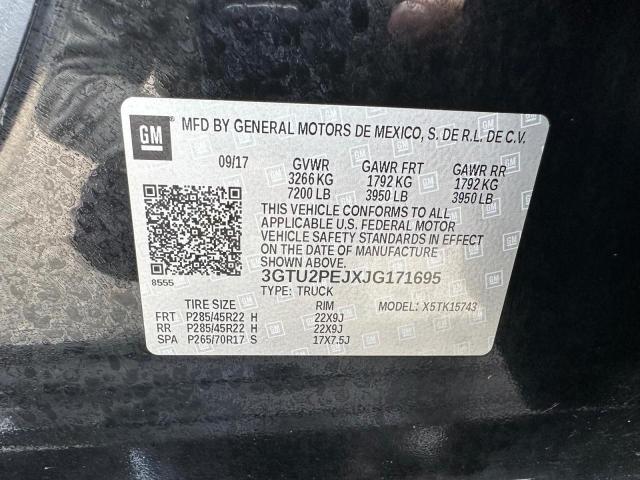 GM
MFD BY GENERAL MOTORS DE MEXICO, S. DE R.L. DE C.V.
09/17 GVWR GAWR FRT GAWR RR
3266 KG 1792 KG 1792 KG
7200 LB 3950 LB 3950 LB
THIS VEHICLE CONFORMS TO ALL
APPLICABLE U.S. FEDERAL MOTOR
VEHICLE SAFETY STANDARDS IN EFFECT
ON THE DATE OF MANUFACTURE
SHOWN ABOVE.
8555
3GTU2PEJXJG171695
TYPE: TRUCK
TIRE SIZE RIM MODEL: X5TK15743
FRT P285/45R22 H 22X9J
RR P285/45R22 H 22X9J
SPA P265/70R17 S 17X7.5J